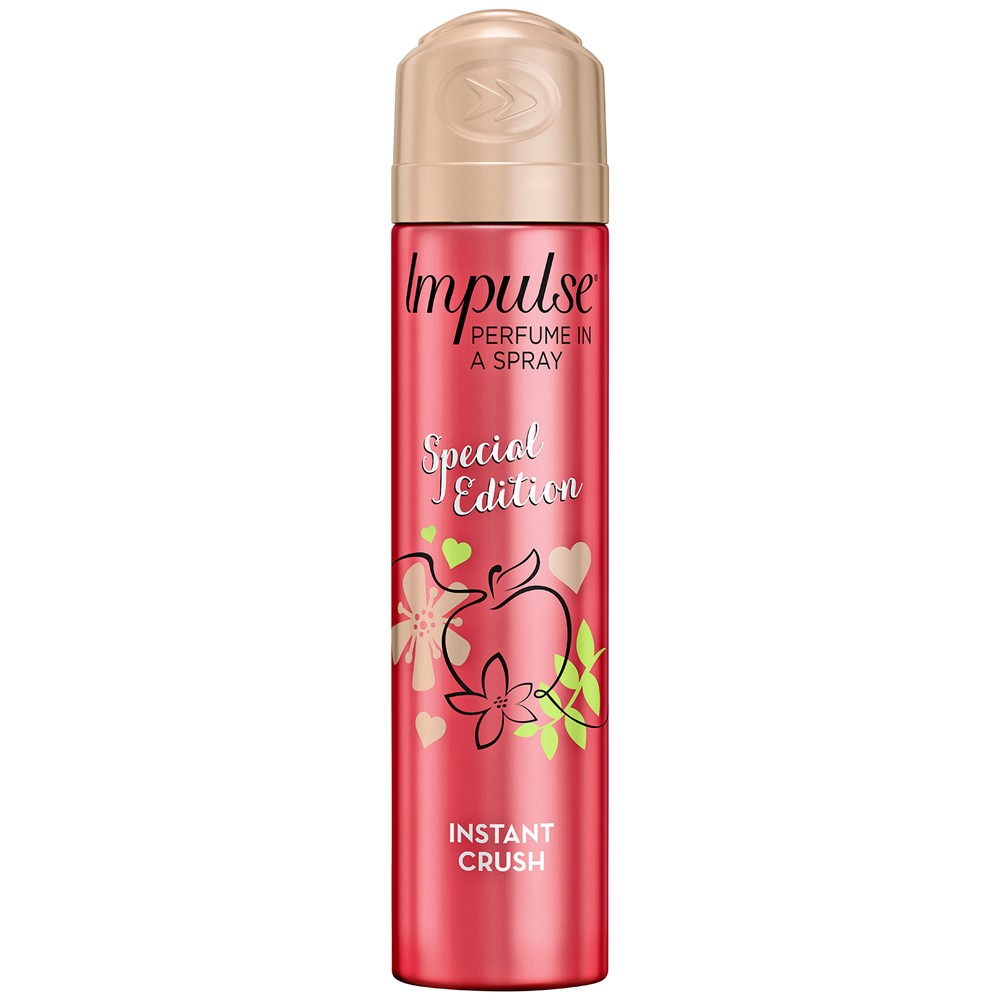 Impulse®
PERFUME IN
A SPRAY
Special
Edition
INSTANT
CRUSH